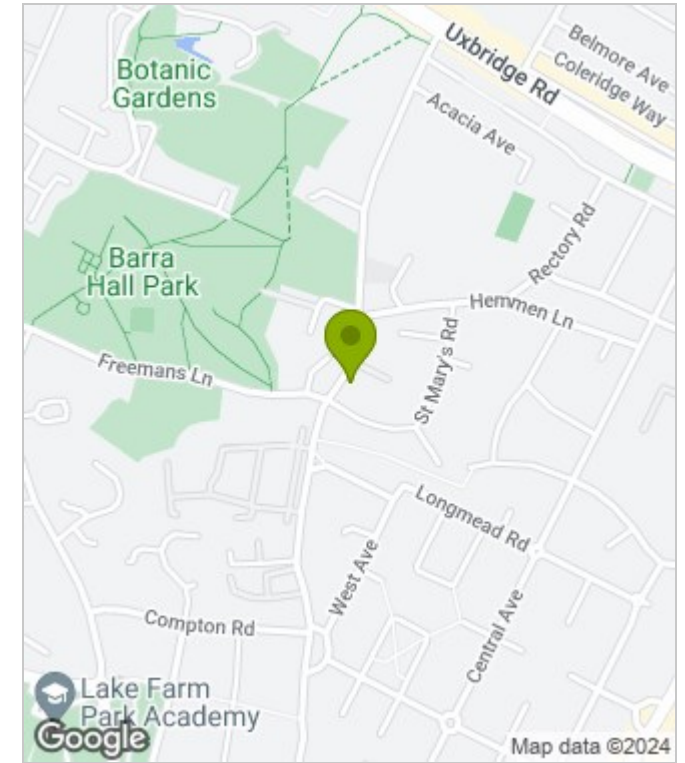 Uxbridge Rd
Belmore Ave
Coleridge Way
Botanic
Gardens
Acacia Ave
Rectory Rd
Barra
Hall Park
Hemmen Ln
St Mary's Rd
Freemans Ln
Longmead Rd
West Ave
Compton Rd
Central Ave
Lake Farm
Park Academy
Google
Map data ©2024